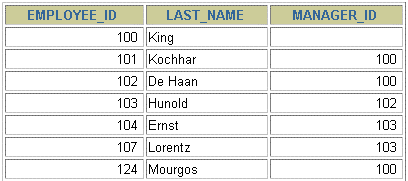 EMPLOYEE_ID LAST_NAME MANAGER_ID
100 King
101 Kochhar 100
102 De Haan 100
103 Hunold 102
104 Ernst 103
107 Lorentz 103
124 Mourgos 100